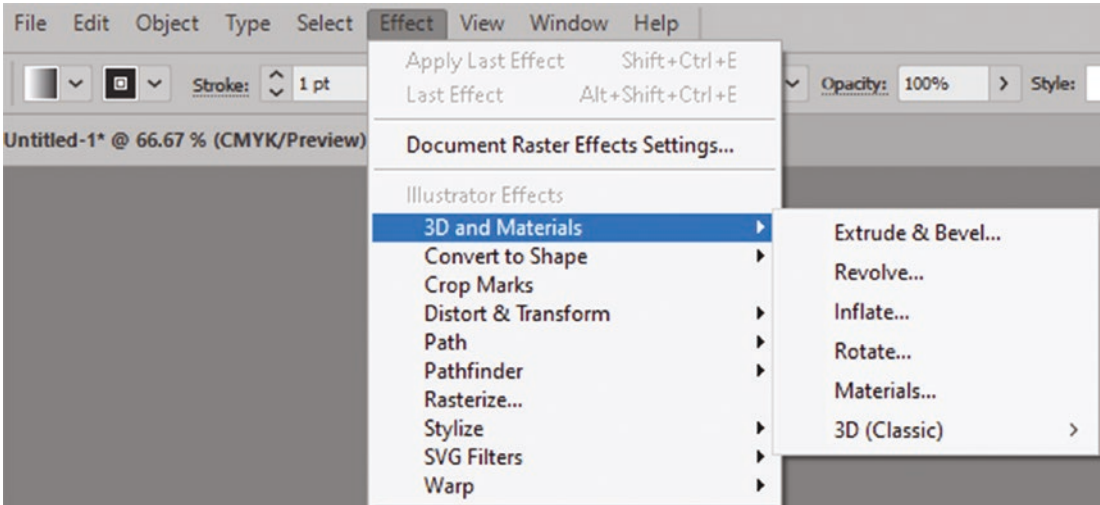 File Edit Object Type Select Effect View Window Help
Stroke: 1 pt
Opacity: 100% Style:
Untitled-1* @ 66.67 % (CMYK/Preview)
Apply Last Effect Shift+Ctrl+E
Last Effect Alt+Shift+Ctrl+E
Document Raster Effects Settings...
Illustrator Effects
3D and Materials
Convert to Shape
Crop Marks
Distort & Transform
Path
Pathfinder
Rasterize...
Stylize
SVG Filters
Warp
Extrude & Bevel...
Revolve...
Inflate...
Rotate...
Materials...
3D (Classic)